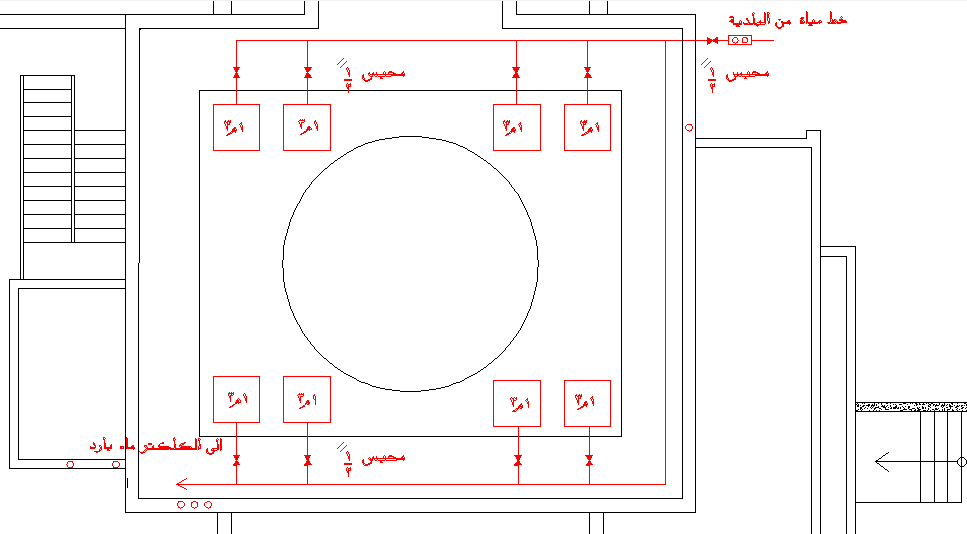 خط مياه من البلدية
محبس ١/٢ //
محبس ١/٢ //
١م٣
١م٣
١م٣
١م٣
١م٣
١م٣
١م٣
١م٣
الى الكلكتر ماء بارد
محبس ١/٢ //